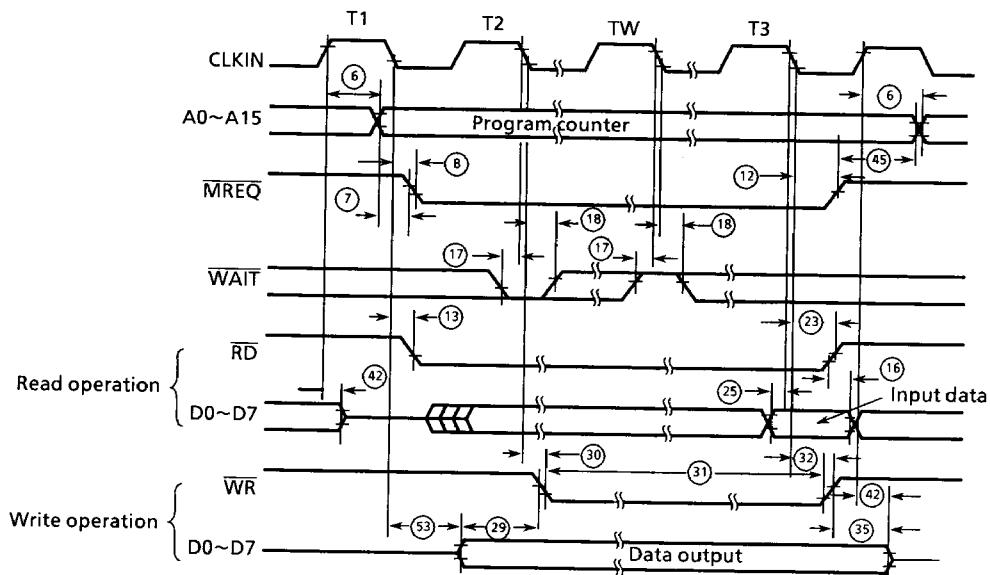 T1 T2 TW T3
CLKIN
6 6
A0~A15 Program counter
8 45
MREQ 12
7
18 18
17 17
WAIT
13 23
RD
16
Read operation 42 25 Input data
D0~D7
30 31 32
WR
42
Write operation 53 29 35
D0~D7 Data output